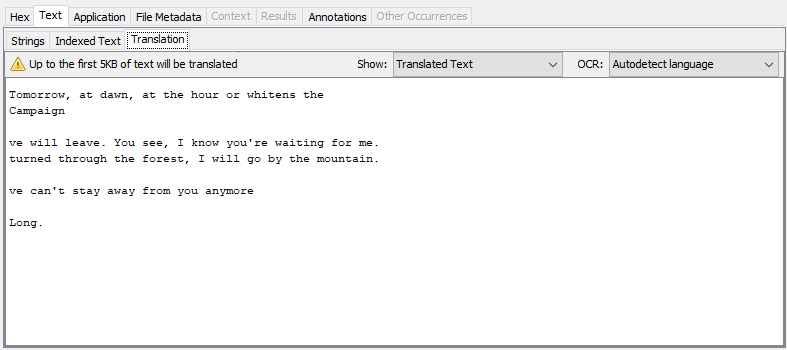 Hex Text Application File Metadata Context Results Annotations Other Occurrences
Strings Indexed Text Translation
Up to the first 5KB of text will be translated Show: Translated Text OCR: Autodetect language
Tomorrow, at dawn, at the hour or whitens the
Campaign
ve will leave. You see, I know you're waiting for me.
turned through the forest, I will go by the mountain.
ve can't stay away from you anymore
Long.